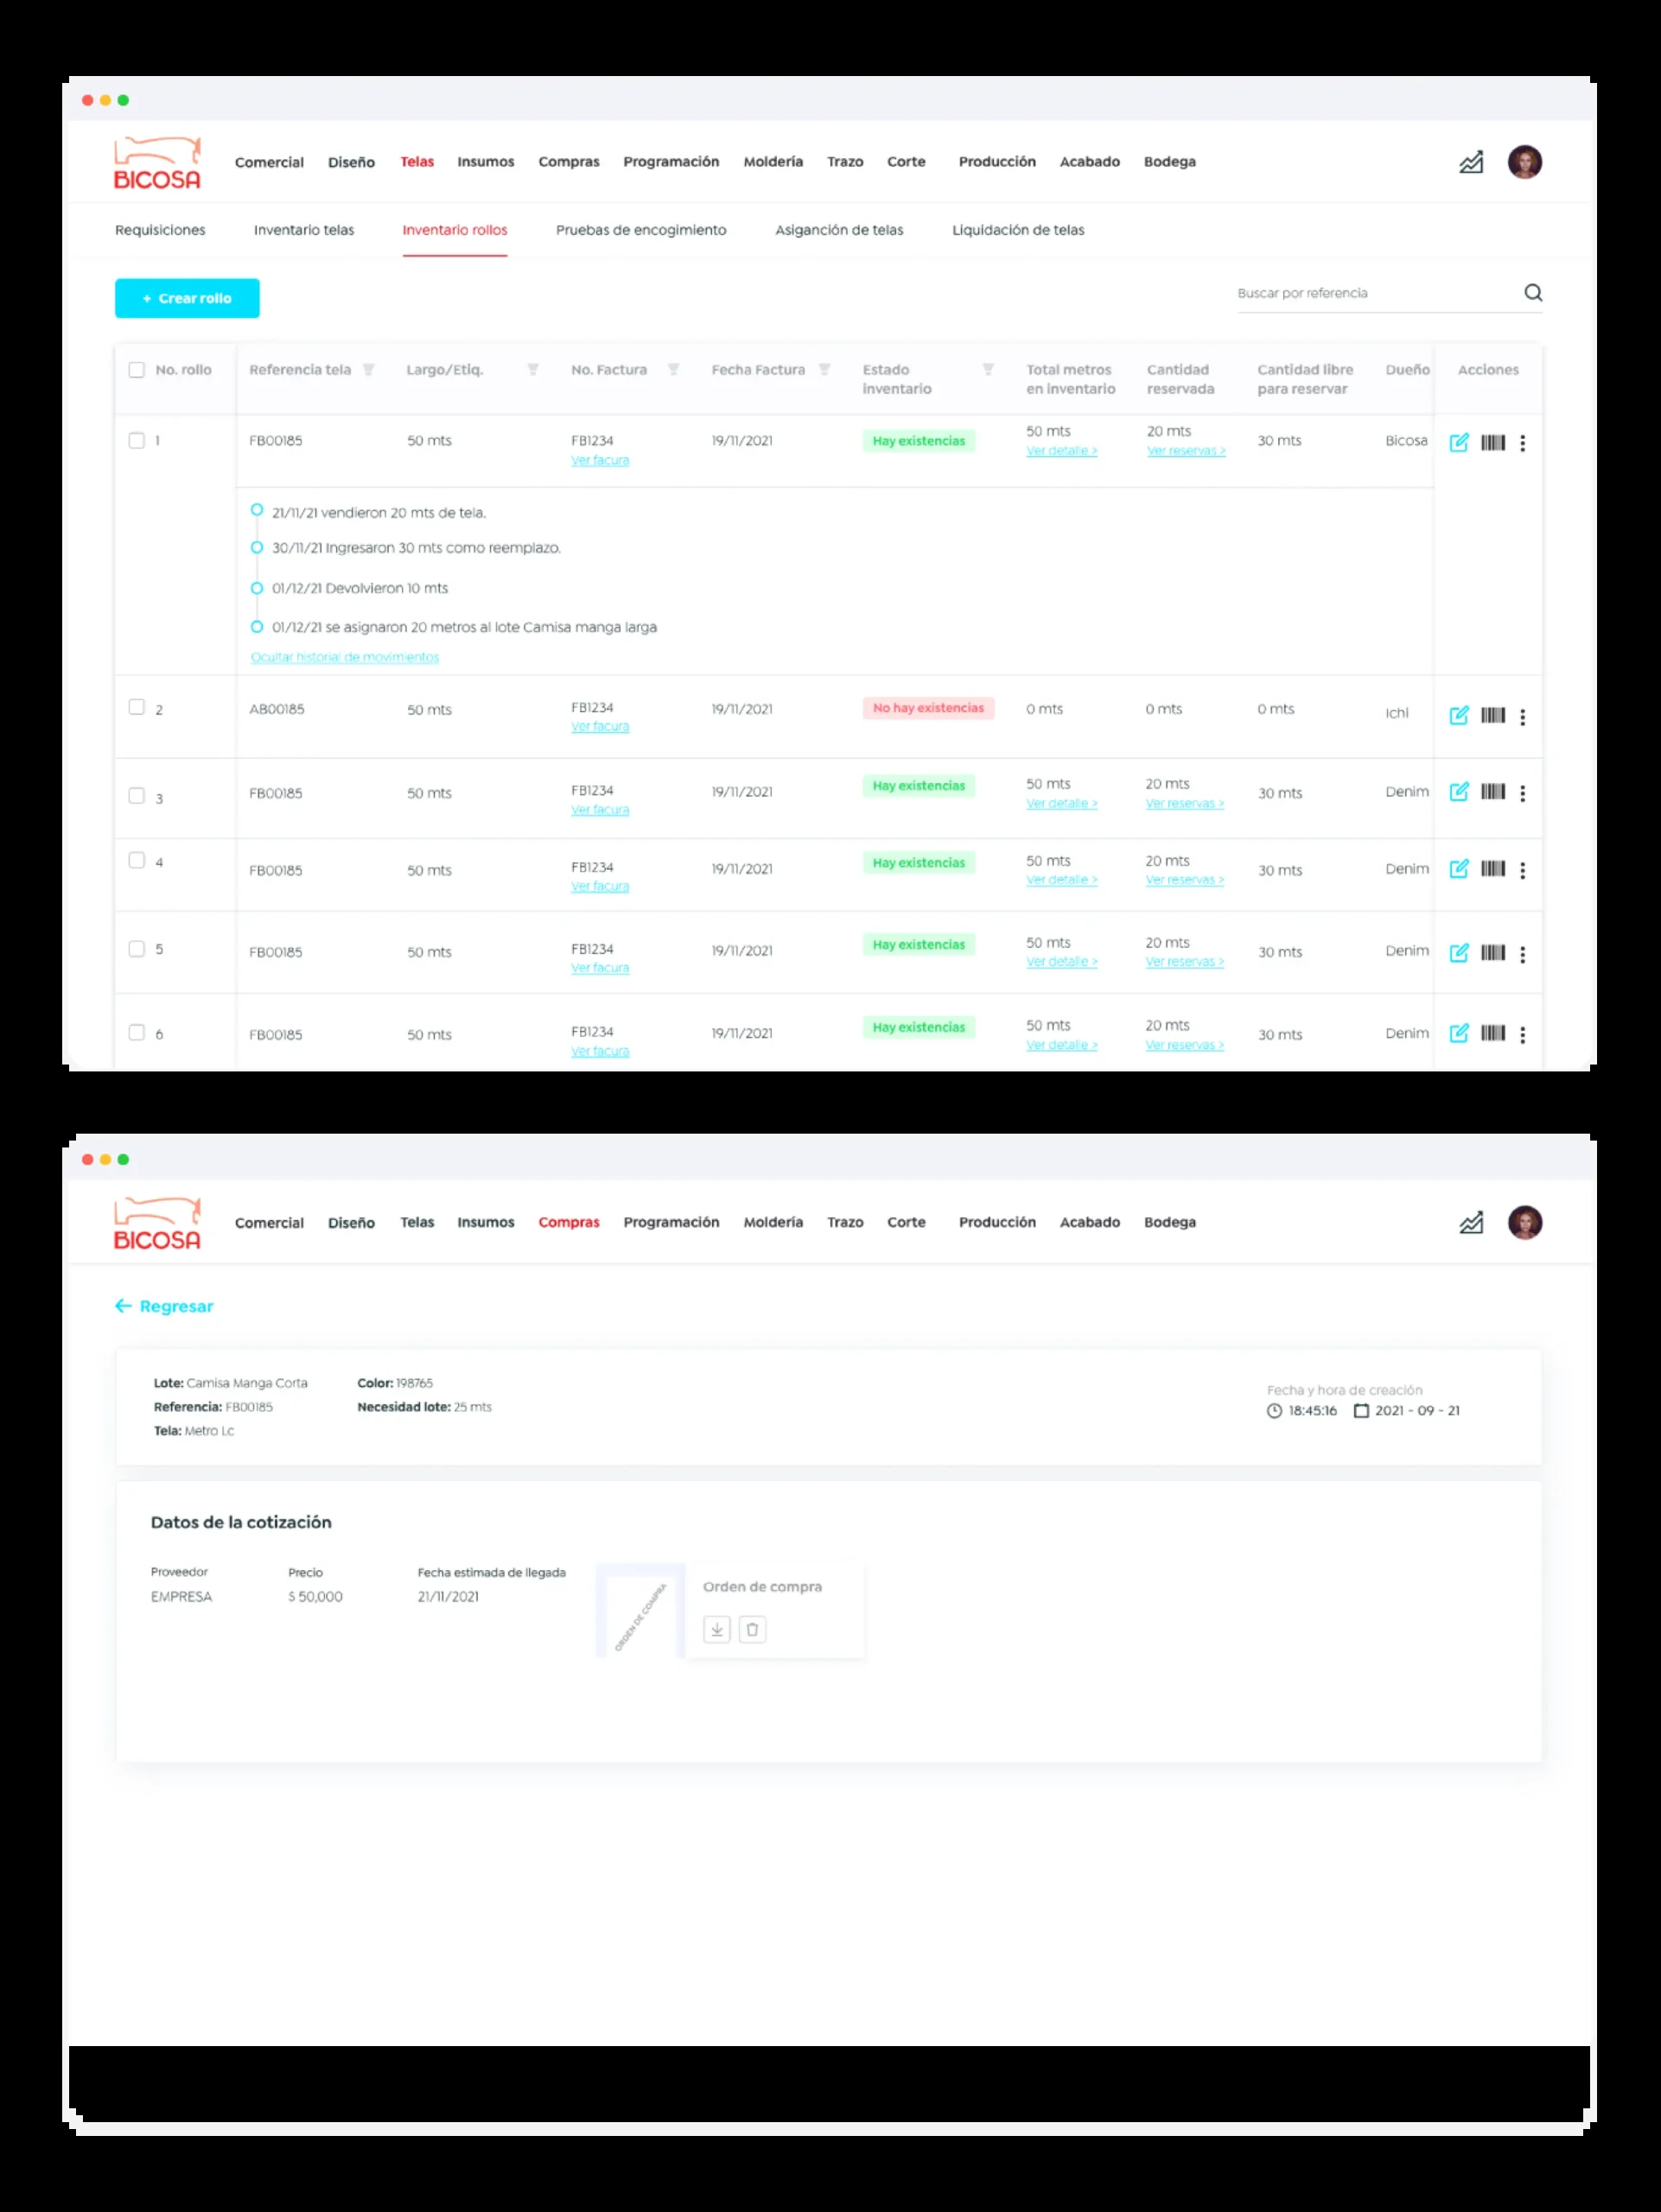 BICOSA
Comercial Diseño Telas Insumos Compras Programación Moldería Trazo Corte Producción Acabado Bodega
Requisiciones Inventario telas Inventario rollos Pruebas de encogimiento Asigancíón de telas Liquidación de telas
+ Crear rollo
Buscar por referencia
No. rollo Referencia tela Largo/Etiq. No. Factura Fecha Factura Estado inventario Total metros en inventario Cantidad reservada Cantidad libre para reservar Dueño Acciones
1 FB00185 50 mts FB1234 19/11/2021 Hay existencias 50 mts 20 mts 30 mts Bicosa
Ver facura Ver detalle > Ver reservas >
21/11/21 vendieron 20 mts de tela.
30/11/21 Ingresaron 30 mts como reemplazo.
01/12/21 Devolvieron 10 mts
01/12/21 se asignaron 20 metros al lote Camisa manga larga
Ocultar historial de movimientos
2 AB00185 50 mts FB1234 19/11/2021 No hay existencias 0 mts 0 mts 0 mts Ichi
Ver facura
3 FB00185 50 mts FB1234 19/11/2021 Hay existencias 50 mts 20 mts 30 mts Denim
Ver facura Ver detalle > Ver reservas >
4 FB00185 50 mts FB1234 19/11/2021 Hay existencias 50 mts 20 mts 30 mts Denim
Ver facura Ver detalle > Ver reservas >
5 FB00185 50 mts FB1234 19/11/2021 Hay existencias 50 mts 20 mts 30 mts Denim
Ver facura Ver detalle > Ver reservas >
6 FB00185 50 mts FB1234 19/11/2021 Hay existencias 50 mts 20 mts 30 mts Denim
Ver facura Ver detalle > Ver reservas >
BICOSA
Comercial Diseño Telas Insumos Compras Programación Moldería Trazo Corte Producción Acabado Bodega
← Regresar
Lote: Camisa Manga Corta Color: 198765
Referencia: FB00185 Necesidad lote: 25 mts
Tela: Metro Lc
Fecha y hora de creación
18:45:16 2021 - 09 - 21
Datos de la cotización
Proveedor Precio Fecha estimada de llegada
EMPRESA $ 50,000 21/11/2021
ORDEN DE COMPRA
Orden de compra